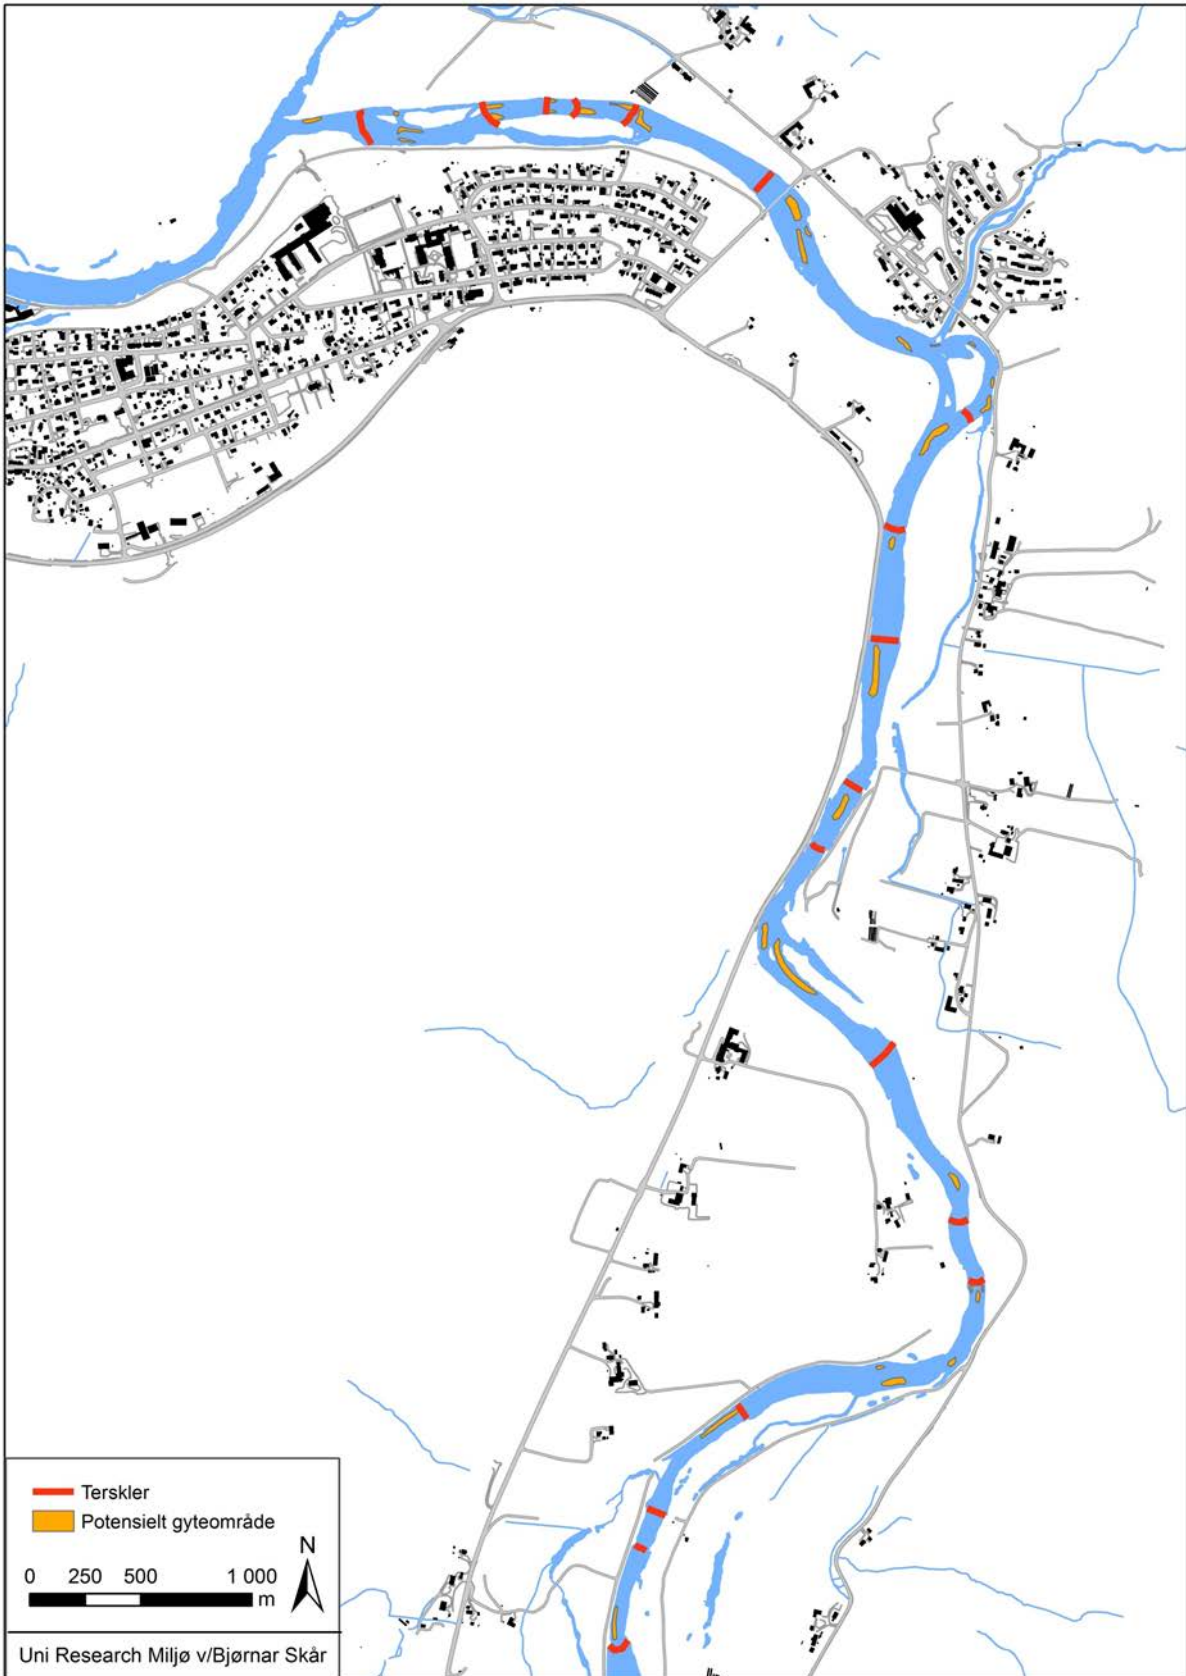 Terskler
Potensielt gyteområde
N
0 250 500 1 000
m
Uni Research Miljø v/Bjørnar Skår